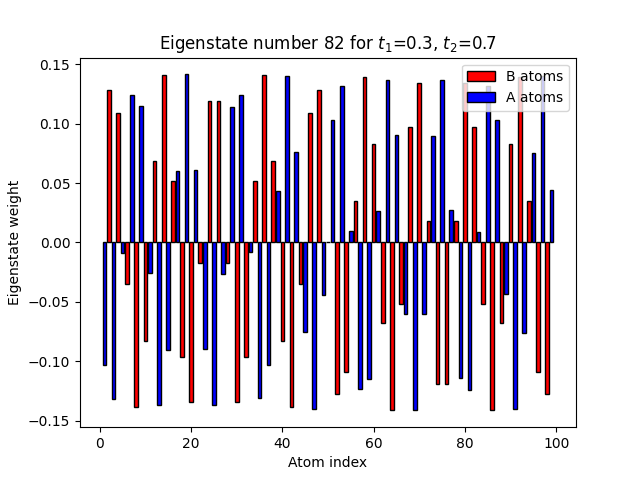 Eigenstate number 82 for t₁=0.3, t₂=0.7
B atoms
A atoms
0.15
0.10
0.05
0.00
−0.05
−0.10
−0.15
Eigenstate weight
0 20 40 60 80 100
Atom index